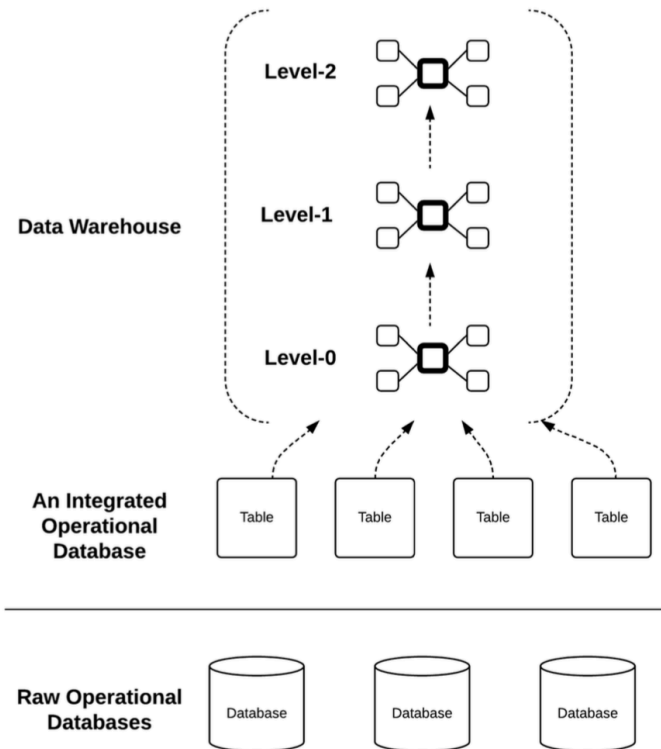 Level-2
Data Warehouse
Level-1
Level-0
An Integrated
Operational
Database
Table
Table
Table
Table
Raw Operational
Databases
Database
Database
Database